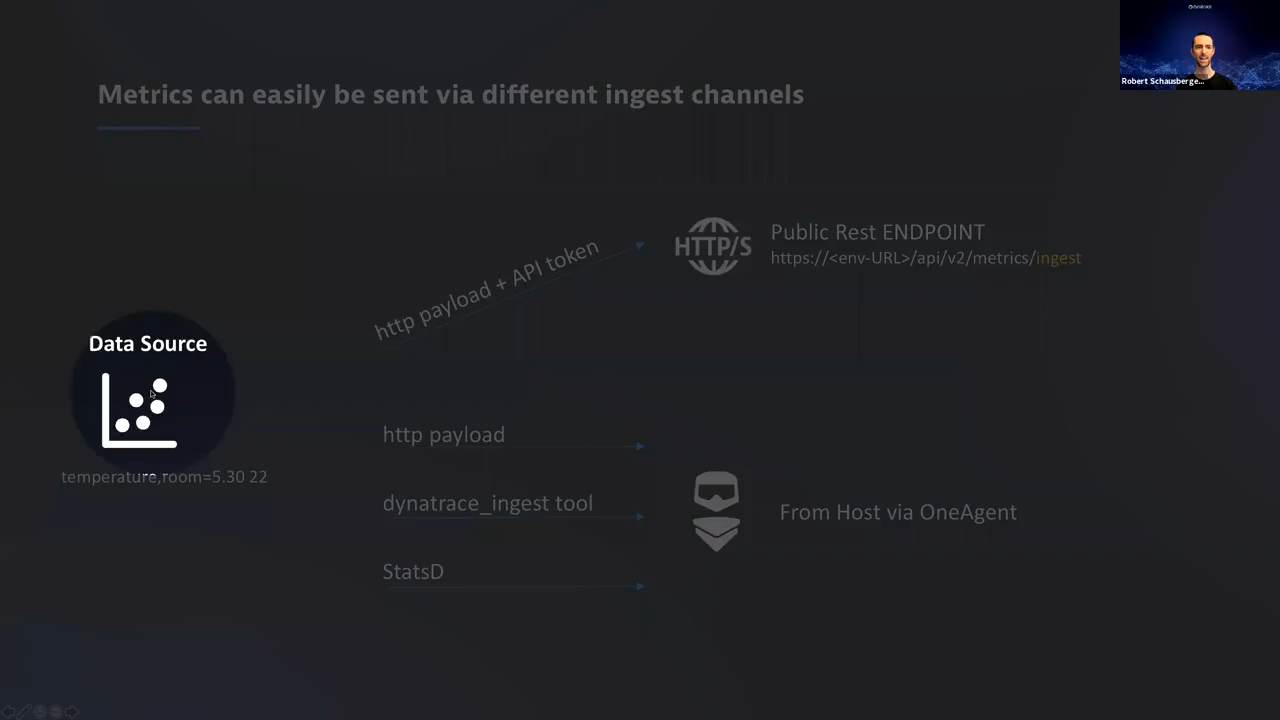 dynatrace
Robert Schausberge...
Metrics can easily be sent via different ingest channels
http payload + API token
HTTP/S
Public Rest ENDPOINT
https://<env-URL>/api/v2/metrics/ingest
Data Source
temperature,room=5.30 22
http payload
dynatrace_ingest tool
StatsD
From Host via OneAgent